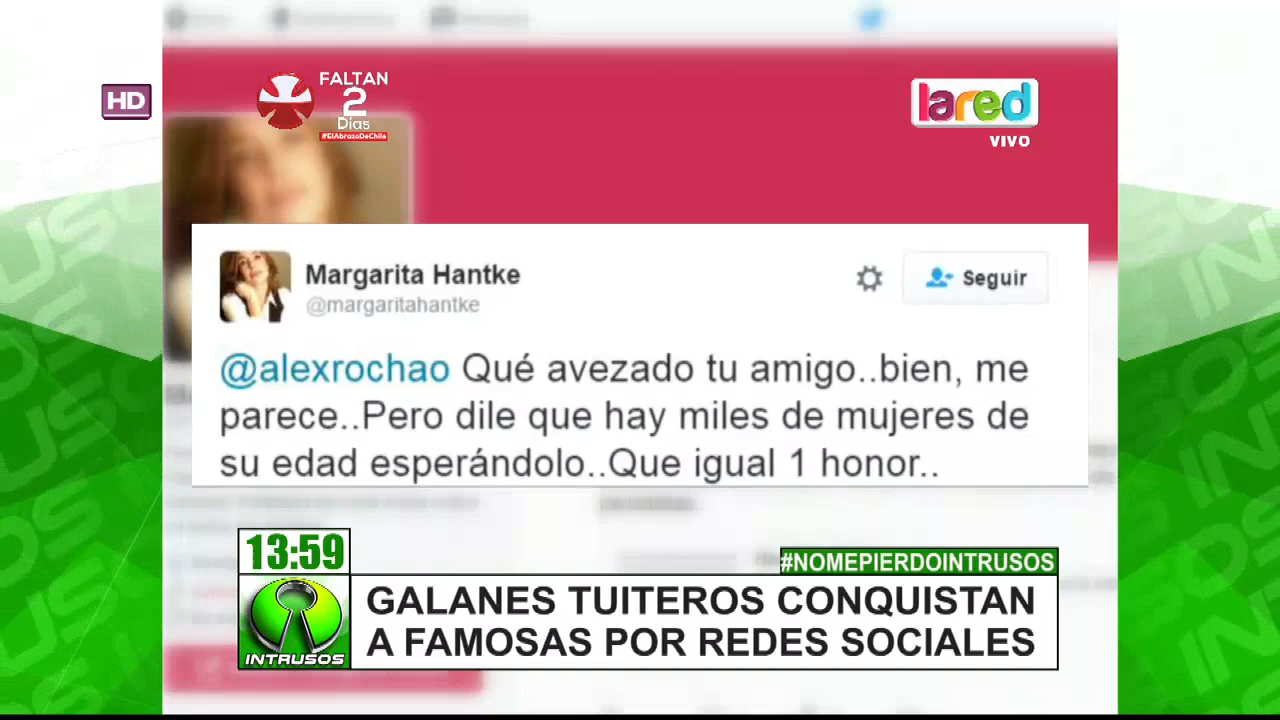 HD
FALTAN
2
Días
#ElAbrazoDeChile
lared
VIVO
Margarita Hantke
@margaritahantke
Seguir
@alexrochao Qué avezado tu amigo..bien, me
parece..Pero dile que hay miles de mujeres de
su edad esperándolo..Que igual 1 honor..
13:59
#NOMEPIERDOINTRUSOS
GALANES TUITEROS CONQUISTAN
A FAMOSAS POR REDES SOCIALES
INTRUSOS